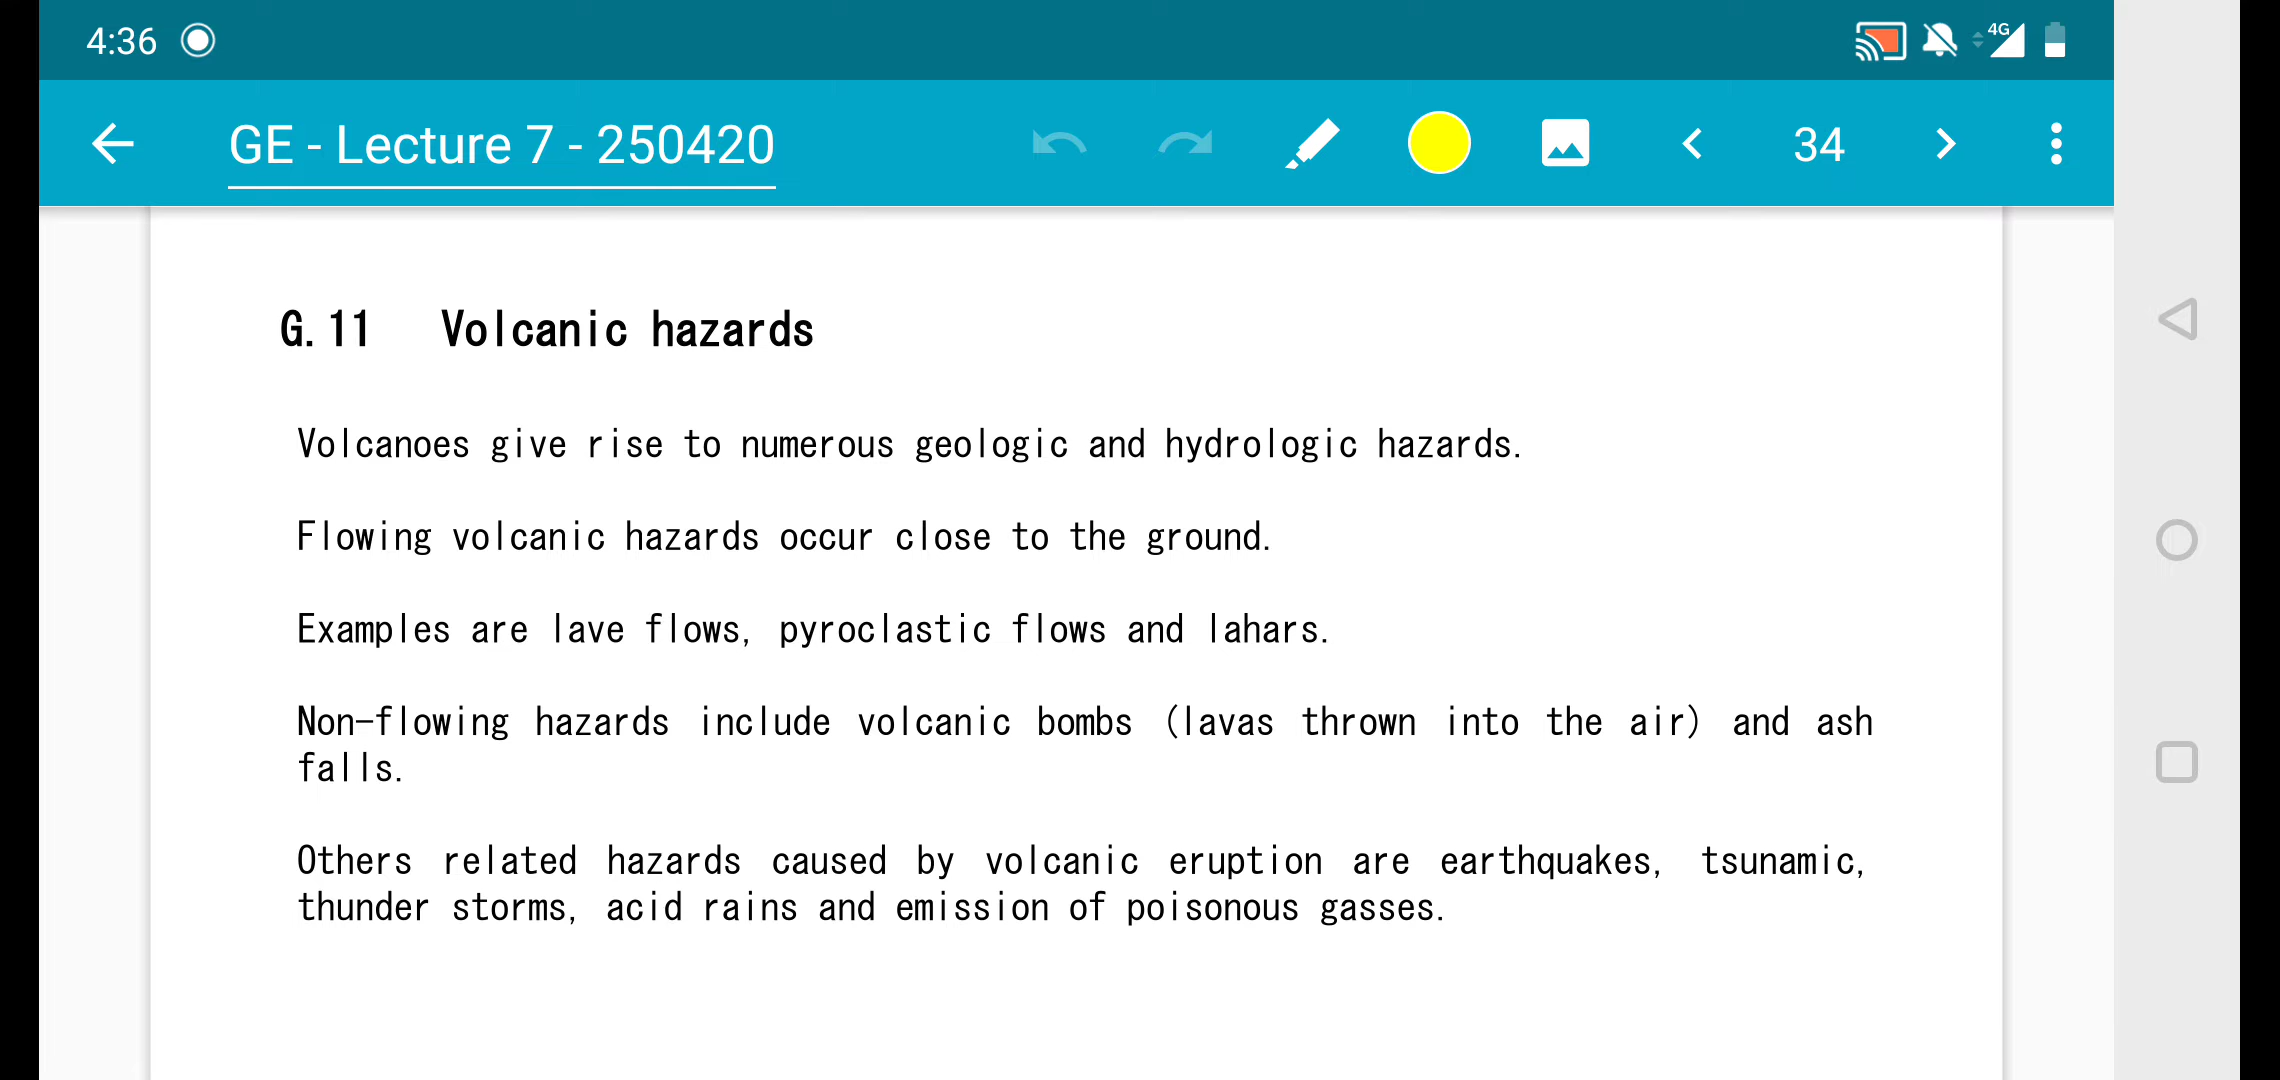 4:36
4G
GE - Lecture 7 - 250420
34
G.11 Volcanic hazards
Volcanoes give rise to numerous geologic and hydrologic hazards.
Flowing volcanic hazards occur close to the ground.
Examples are lave flows, pyroclastic flows and lahars.
Non-flowing hazards include volcanic bombs (lavas thrown into the air) and ash
falls.
Others related hazards caused by volcanic eruption are earthquakes, tsunamic,
thunder storms, acid rains and emission of poisonous gasses.